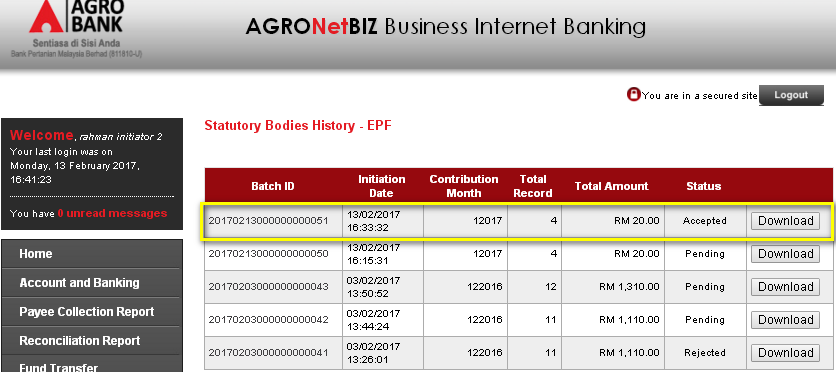 AGRO
BANK
Sentiasa di Sisi Anda
Bank Pertanian Malaysia Berhad (811810-U)
AGRONetBIZ Business Internet Banking
You are in a secured site
Logout
Welcome, rahman initiator 2
Your last login was on
Monday, 13 February 2017,
16:41:23
You have 0 unread messages
Home
Account and Banking
Payee Collection Report
Reconciliation Report
Fund Transfer
Statutory Bodies History - EPF
Batch ID Initiation Date Contribution Month Total Record Total Amount Status
20170213000000000051 13/02/2017 16:33:32 12017 4 RM 20.00 Accepted Download
20170213000000000050 13/02/2017 16:15:31 12017 4 RM 20.00 Pending Download
20170203000000000043 03/02/2017 13:50:52 122016 12 RM 1,310.00 Pending Download
20170203000000000042 03/02/2017 13:44:24 122016 11 RM 1,110.00 Pending Download
20170203000000000041 03/02/2017 13:26:01 122016 11 RM 1,110.00 Rejected Download